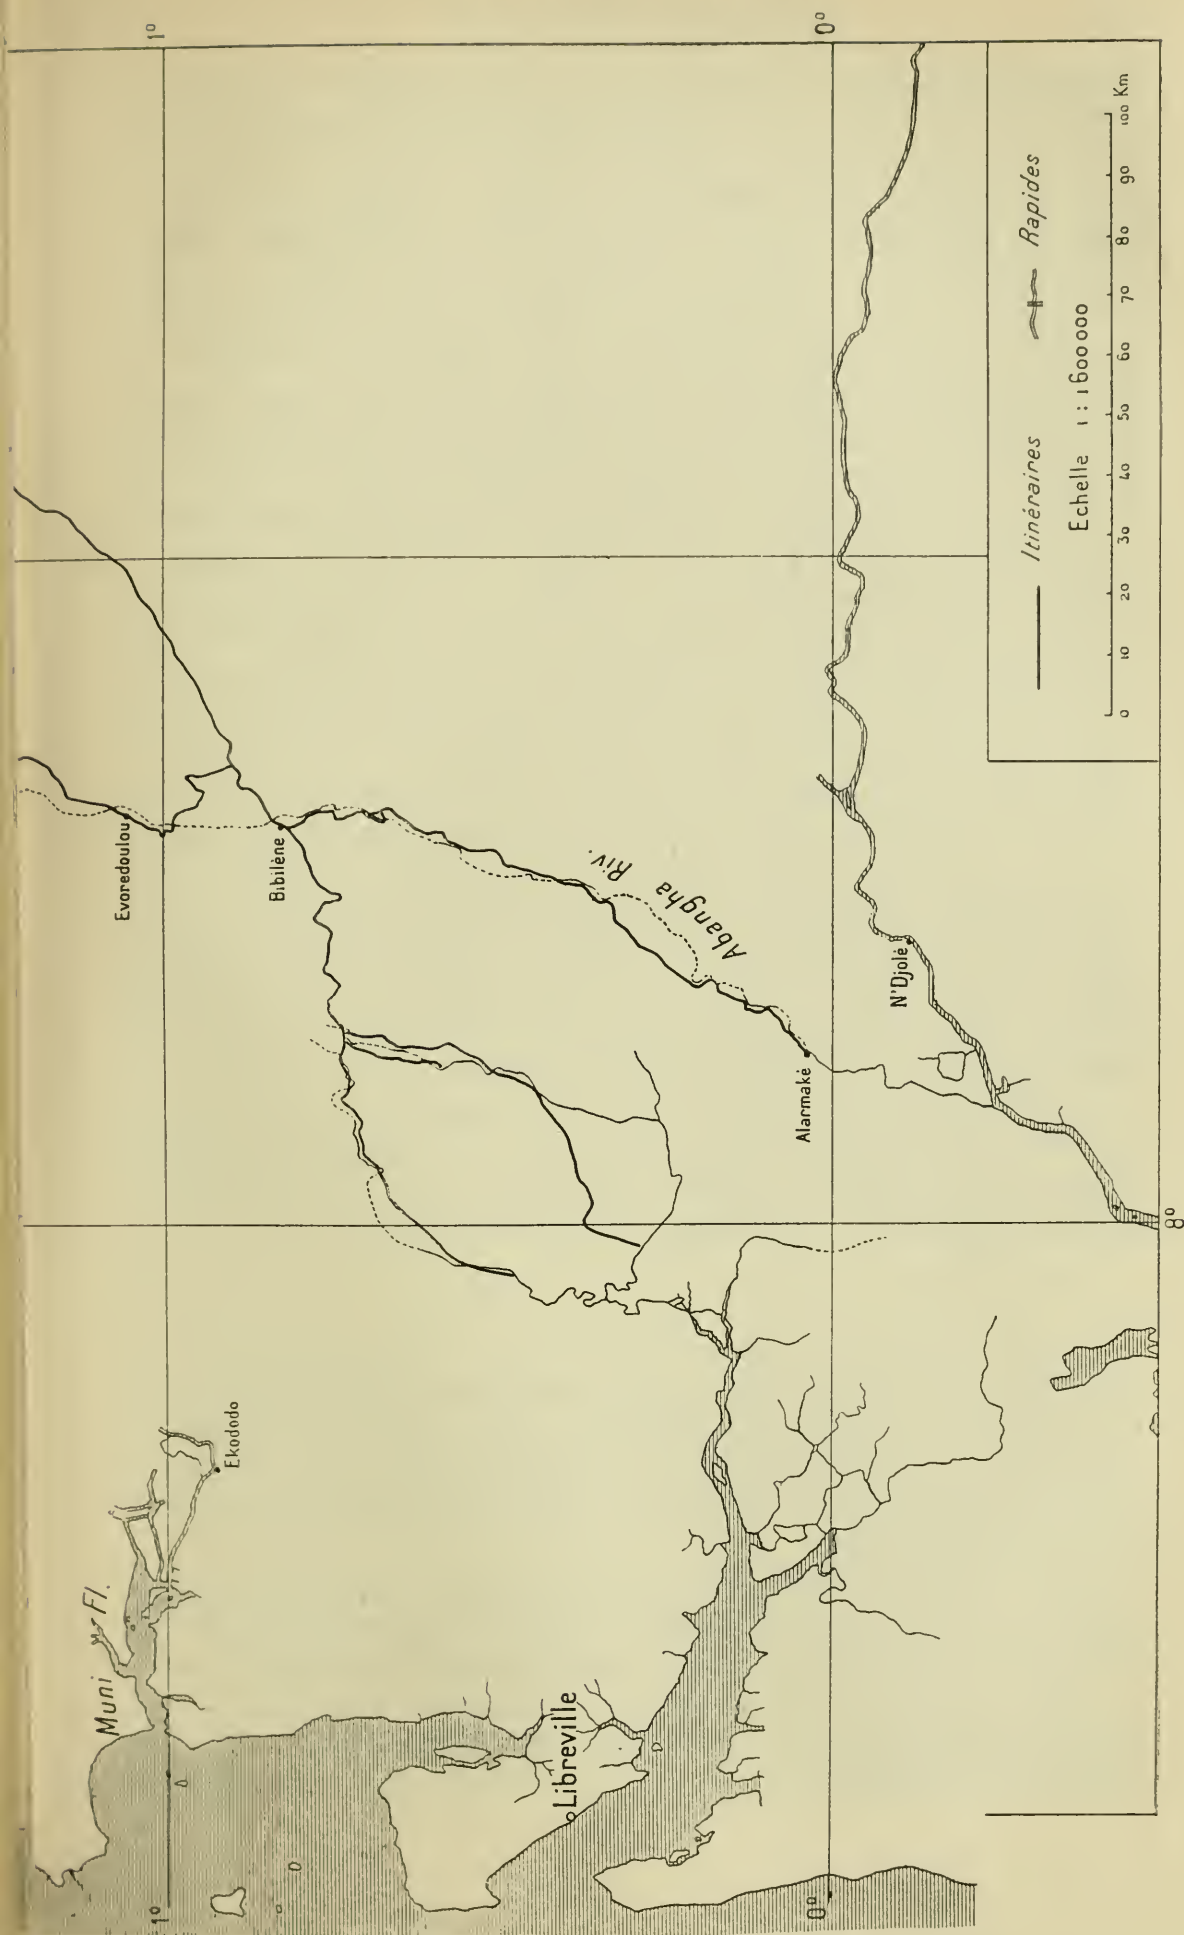 1°
0°
Evoredoulou
Bibilène
Abangha Riv.
N'Djolé
Alarmaké
Ekododo
Muni Fl.
Libreville
1°
0°
8°
Itinéraires
Rapides
Echelle 1 : 1600000
0 10 20 30 40 50 60 70 80 90 100 Km